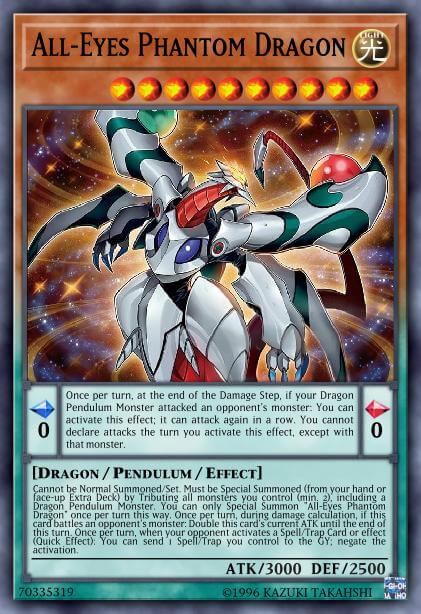 ALL-EYES PHANTOM DRAGON
LIGHT
光
Once per turn, at the end of the Damage Step, if your Dragon
Pendulum Monster attacked an opponent's monster: You can
activate this effect; it can attack again in a row. You cannot
declare attacks the turn you activate this effect, except with
that monster.
0
0
[DRAGON / PENDULUM / EFFECT]
Cannot be Normal Summoned/Set. Must be Special Summoned (from your hand or
face-up Extra Deck) by Tributing all monsters you control (min. 2), including a
Dragon Pendulum Monster. You can only Special Summon "All-Eyes Phantom
Dragon" once per turn this way. Once per turn, during damage calculation, if this
card battles an opponent's monster: Double this card's current ATK until the end of
this turn. Once per turn, when your opponent activates a Spell/Trap Card or effect
(Quick Effect): You can send 1 Spell/Trap you control to the GY; negate the
activation.
ATK/3000 DEF/2500
70335319
©1996 KAZUKI TAKAHSHI